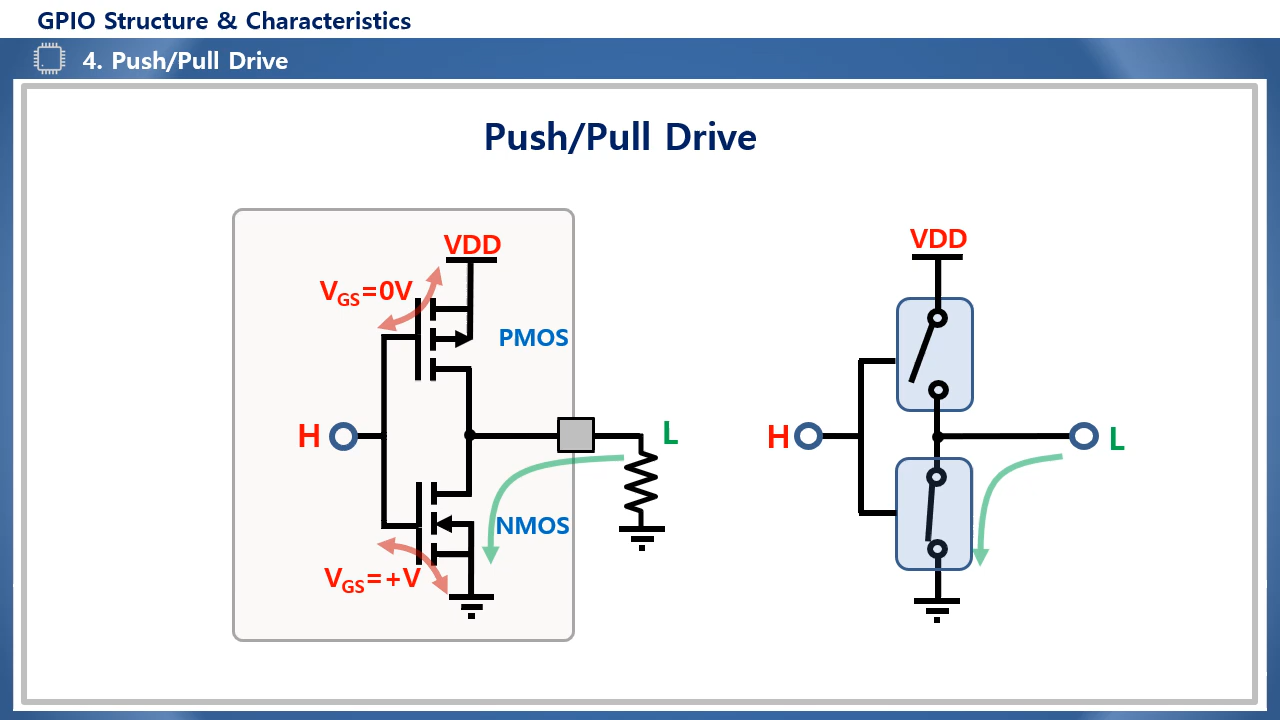 GPIO Structure & Characteristics
4. Push/Pull Drive
Push/Pull Drive
VDD
VGS=0V
PMOS
H
L
NMOS
VGS=+V
VDD
H
L